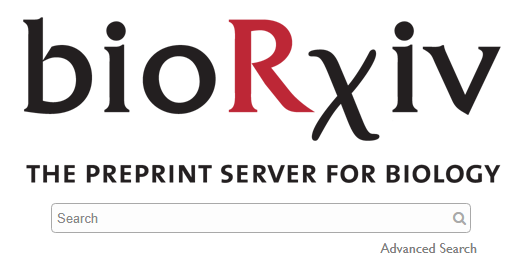 bioRχiv
THE PREPRINT SERVER FOR BIOLOGY
Search
Advanced Search